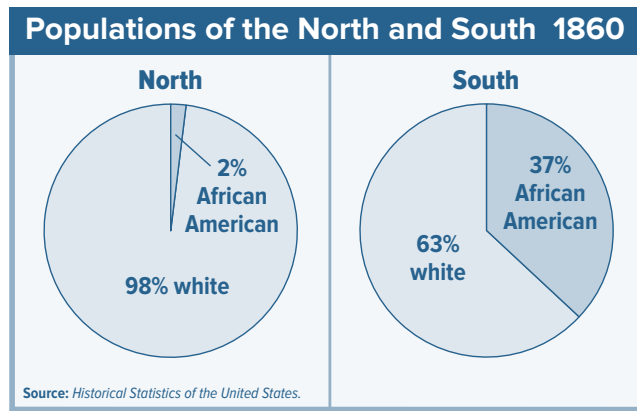 Populations of the North and South 1860
North
2%
African
American
98% white
South
37%
African
American
63%
white
Source: Historical Statistics of the United States.